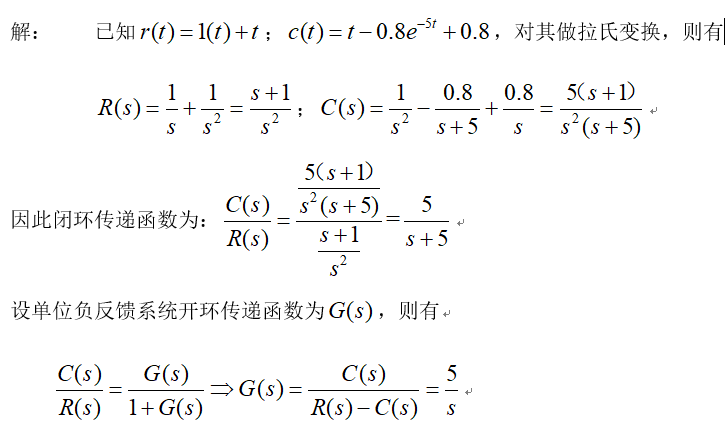 解： 已知 r(t) = 1(t) + t ；c(t) = t − 0.8e^{−5t} + 0.8 ，对其做拉氏变换，则有
R(s) = \frac{1}{s} + \frac{1}{s^2} = \frac{s+1}{s^2} ；C(s) = \frac{1}{s^2} − \frac{0.8}{s+5} + \frac{0.8}{s} = \frac{5(s+1)}{s^2(s+5)}
因此闭环传递函数为：\frac{C(s)}{R(s)} = \frac{\frac{5(s+1)}{s^2(s+5)}}{\frac{s+1}{s^2}} = \frac{5}{s+5}
设单位负反馈系统开环传递函数为 G(s) ，则有
\frac{C(s)}{R(s)} = \frac{G(s)}{1+G(s)} ⇒ G(s) = \frac{C(s)}{R(s) − C(s)} = \frac{5}{s}